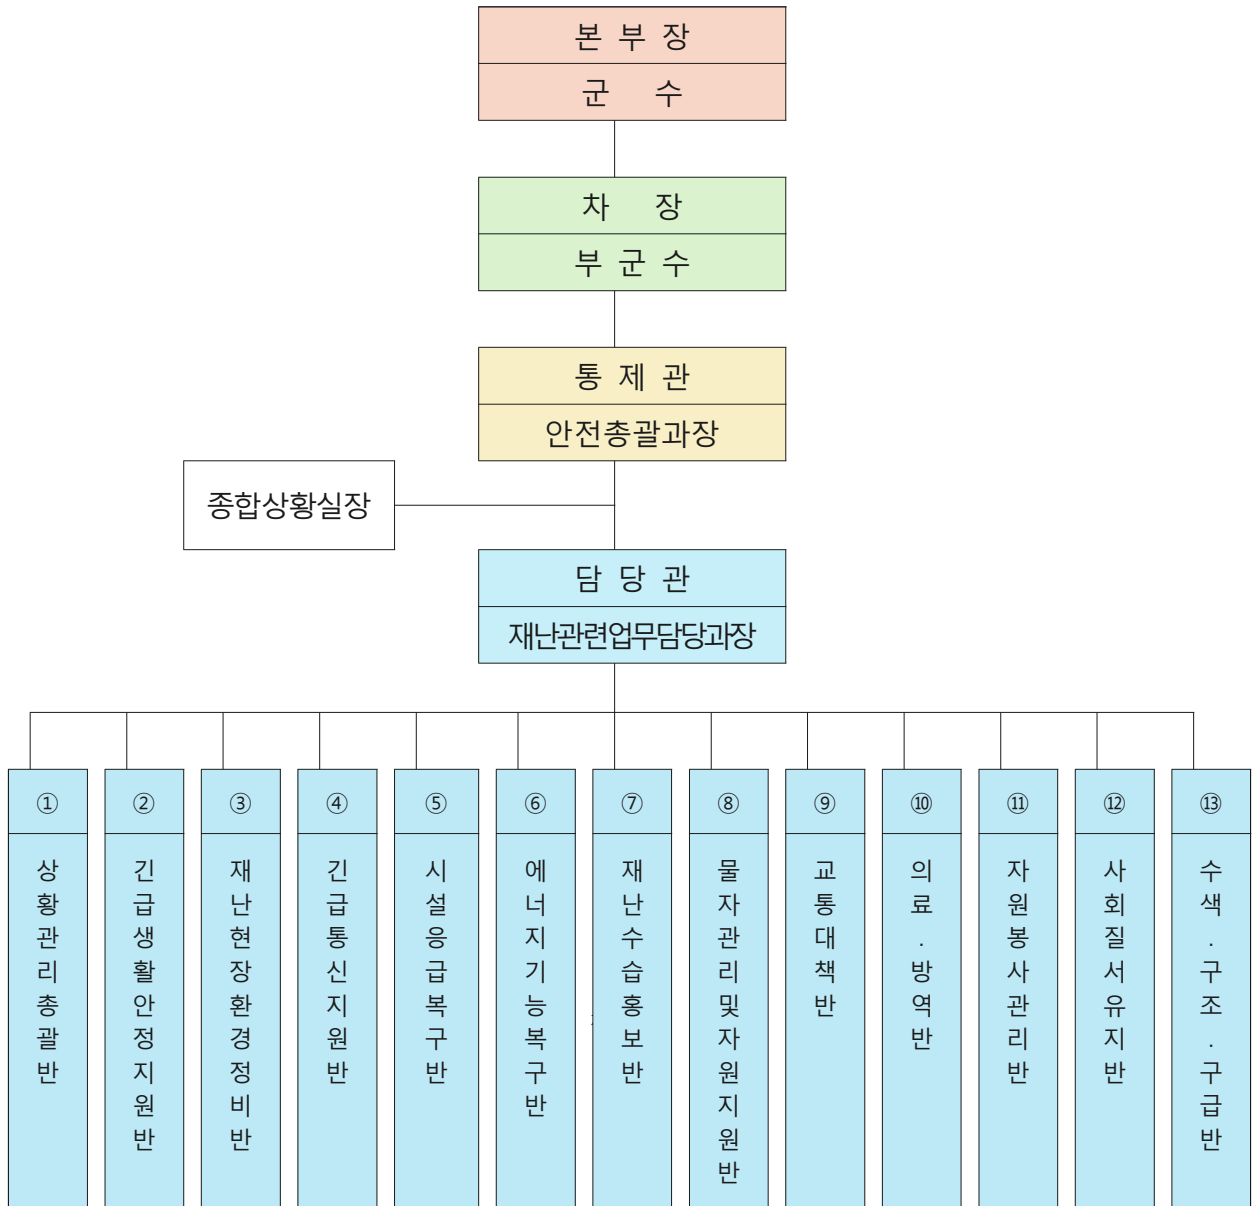 본 부 장
군 수
차 장
부 군 수
통 제 관
안전총괄과장
종합상황실장
담 당 관
재난관련업무담당과장
①
상황관리총괄반
②
긴급생활안정지원반
③
재난현장환경정비반
④
긴급통신지원반
⑤
시설응급복구반
⑥
에너지기능복구반
⑦
재난수습홍보반
⑧
물자관리및자원지원반
⑨
교통대책반
⑩
의료.방역반
⑪
자원봉사관리반
⑫
사회질서유지반
⑬
수색.구조.구급반